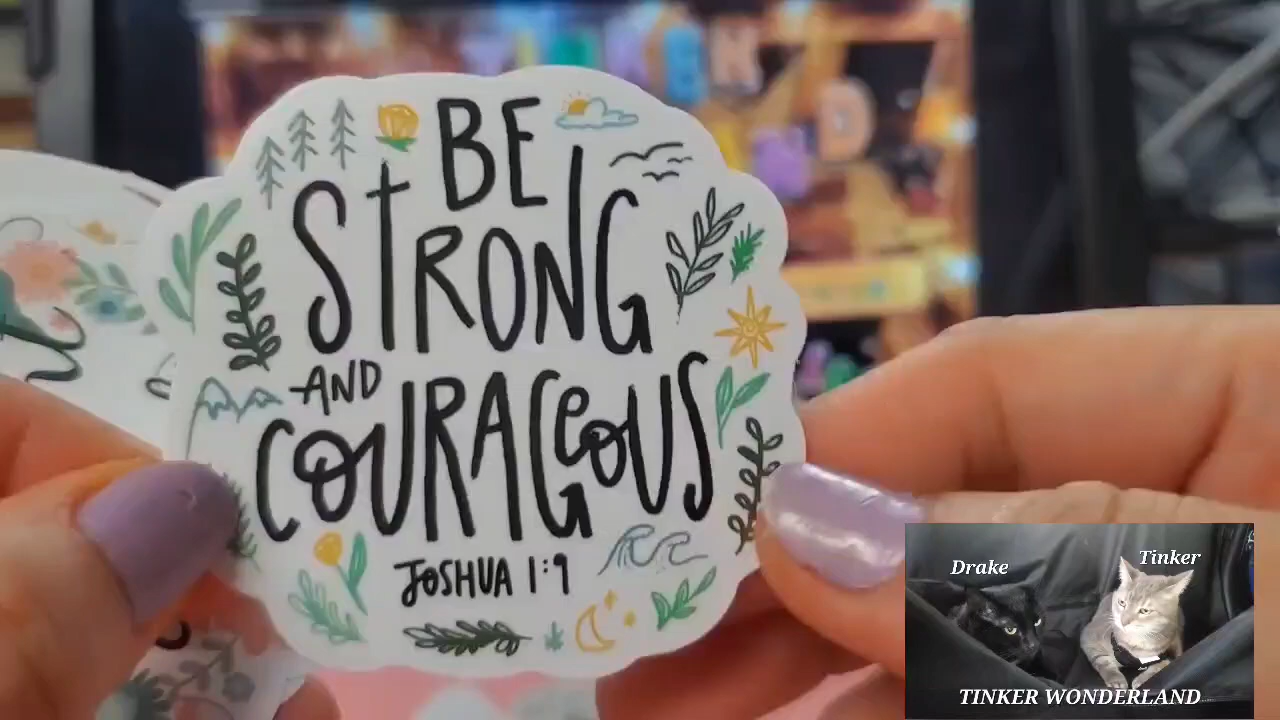 BE
STRONG
AND
COURAGEOUS
JOSHUA 1:9
Drake
Tinker
TINKER WONDERLAND